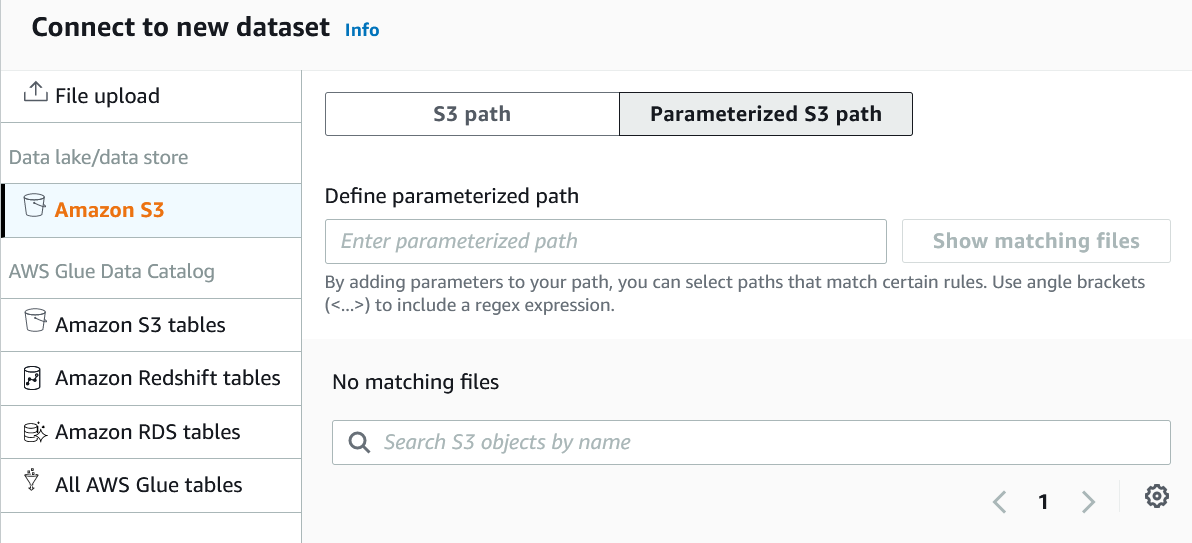 Connect to new dataset Info
File upload
Data lake/data store
Amazon S3
AWS Glue Data Catalog
Amazon S3 tables
Amazon Redshift tables
Amazon RDS tables
All AWS Glue tables
S3 path
Parameterized S3 path
Define parameterized path
Enter parameterized path
Show matching files
By adding parameters to your path, you can select paths that match certain rules. Use angle brackets
(<...>) to include a regex expression.
No matching files
Search S3 objects by name
1